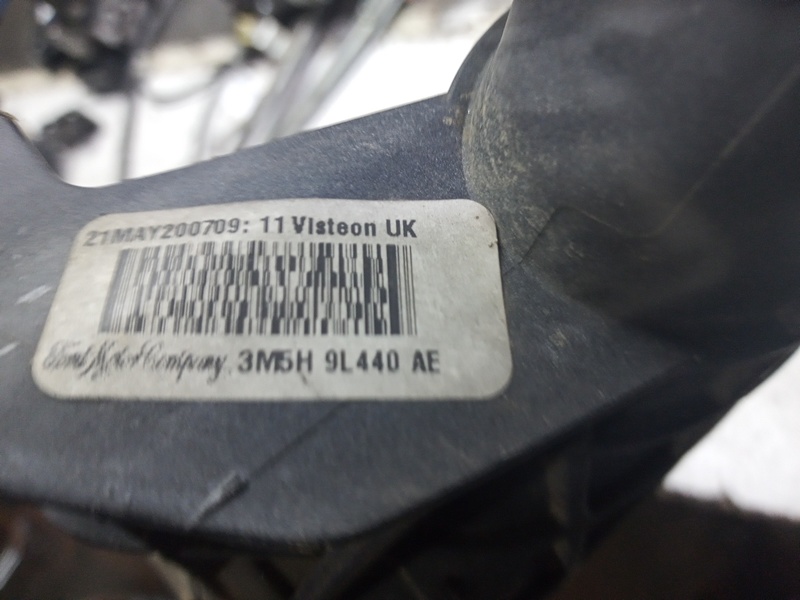 21MAY200709:11 Visteon UK
Ford Motor Company 3M5H 9L440 AE